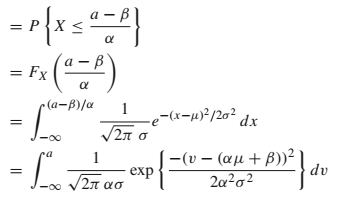 = P{X ≤ (a − β)/α}
= F_X((a − β)/α)
= ∫_{−∞}^{(a−β)/α} 1/(√(2π) σ) e^{−(x−μ)²/2σ²} dx
= ∫_{−∞}^{a} 1/(√(2π) ασ) exp{−(v − (αμ + β))²/(2α²σ²)} dv